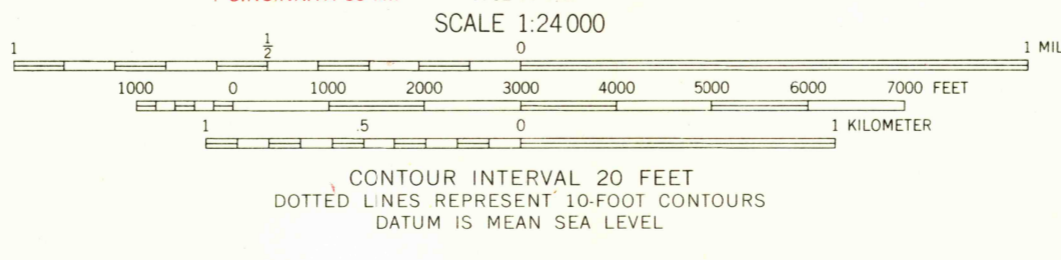 SCALE 1:24 000
1 1/2 0 1 MIL
1000 0 1000 2000 3000 4000 5000 6000 7000 FEET
1 .5 0 1 KILOMETER
CONTOUR INTERVAL 20 FEET
DOTTED LINES REPRESENT 10-FOOT CONTOURS
DATUM IS MEAN SEA LEVEL